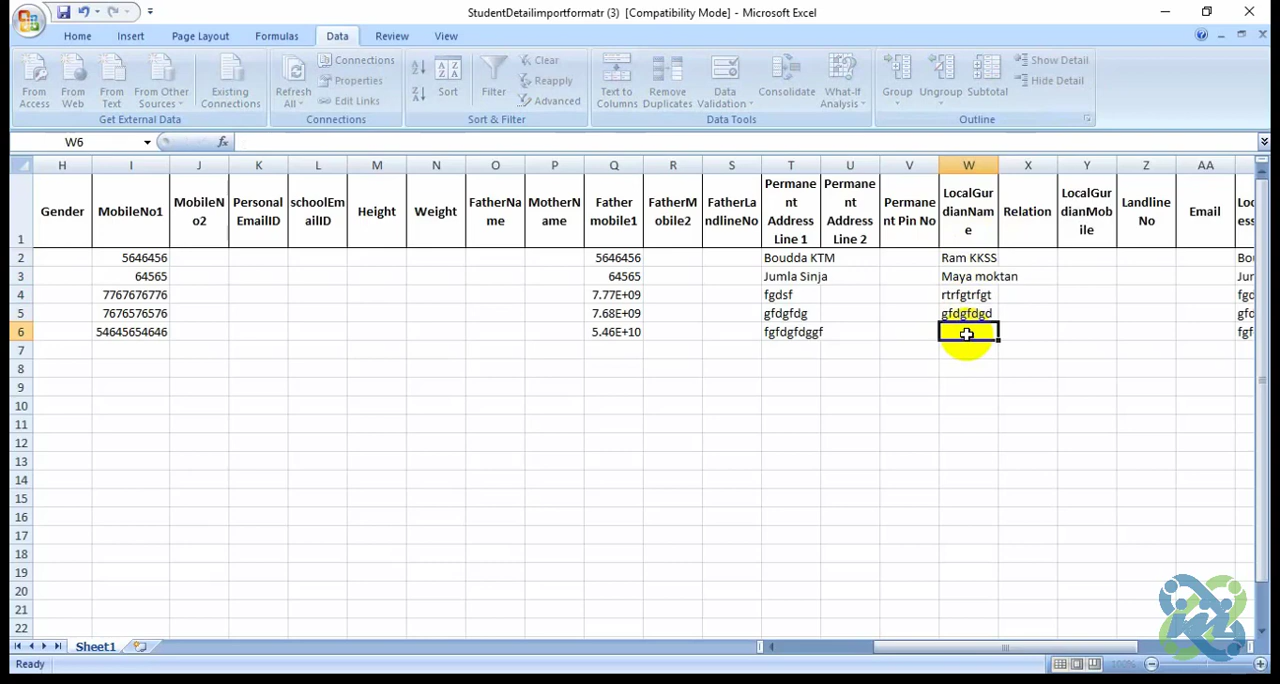 StudentDetailimportformatr (3) [Compatibility Mode] - Microsoft Excel
Home Insert Page Layout Formulas Data Review View
From Access
From Web
From Text
From Other Sources
Existing Connections
Get External Data
Refresh All
Connections
Properties
Edit Links
Connections
Sort
Filter
Clear
Reapply
Advanced
Sort & Filter
Text to Columns
Remove Duplicates
Data Validation
Consolidate
What-If Analysis
Data Tools
Group
Ungroup
Subtotal
Show Detail
Hide Detail
Outline
W6 fx
H I J K L M N O P Q R S T U V W X Y Z AA
1 Gender MobileNo1 MobileNo2 Personal EmailID schoolEmailID Height Weight FatherName MotherName Father mobile1 FatherMobile2 FatherLandlineNo Permanent Address Line 1 Permanent Address Line 2 Permanent Pin No LocalGurdianName Relation LocalGurdianMobile Landline No Email
2 5646456 5646456 Boudda KTM Ram KKSS Bou
3 64565 64565 Jumla Sinja Maya moktan Jur
4 7767676776 7.77E+09 fgdsf rtrfgtrfgt fgd
5 7676576576 7.68E+09 gfdgfdg gfdgfdgd gfd
6 54645654646 5.46E+10 fgfdgfdggf fgf
7
8
9
10
11
12
13
14
15
16
17
18
19
20
21
22
Sheet1
Ready 100%